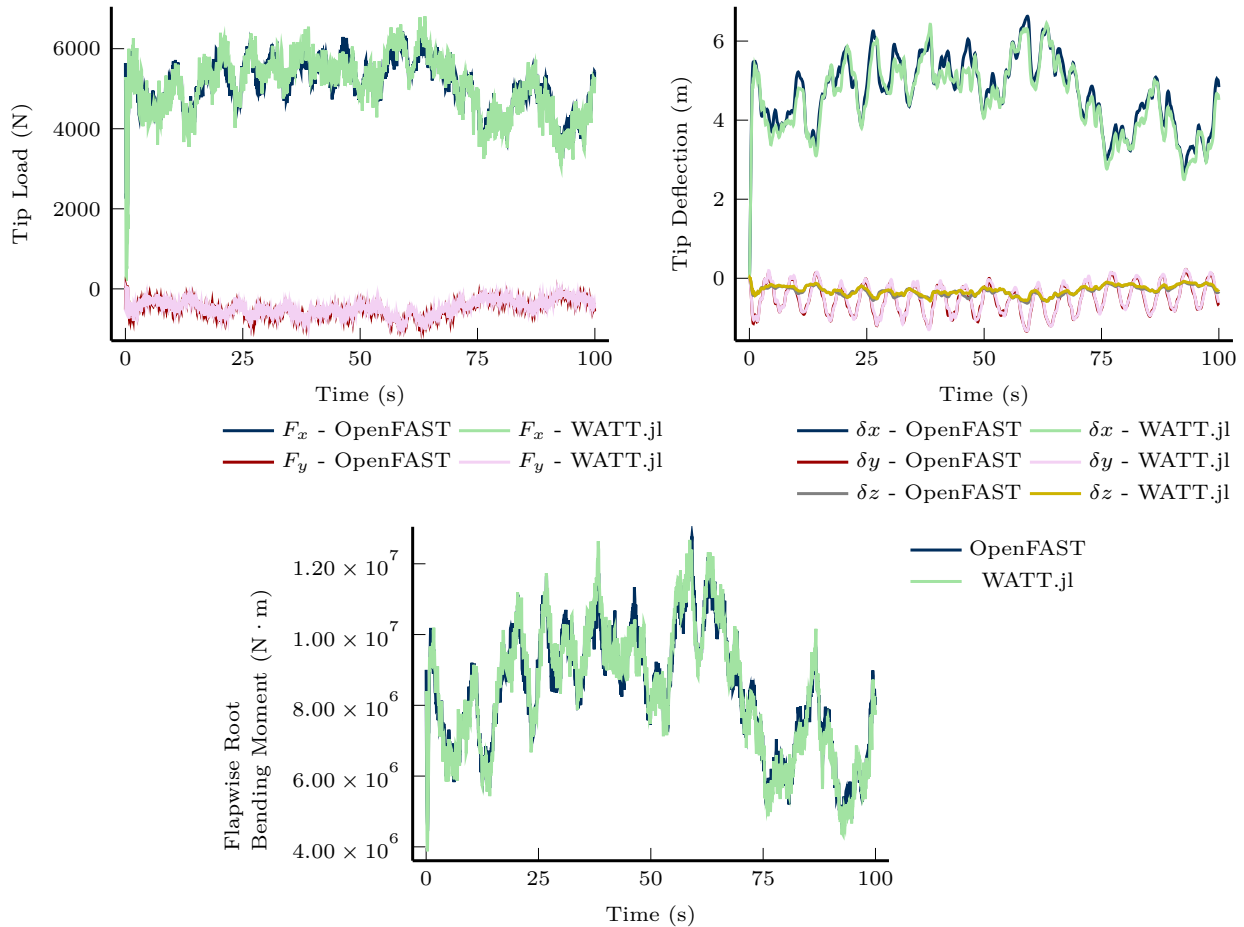 6000
4000
2000
0
Tip Load (N)
0 25 50 75 100
Time (s)
F_x - OpenFAST F_x - WATT.jl
F_y - OpenFAST F_y - WATT.jl
6
4
2
0
Tip Deflection (m)
0 25 50 75 100
Time (s)
δx - OpenFAST δx - WATT.jl
δy - OpenFAST δy - WATT.jl
δz - OpenFAST δz - WATT.jl
1.20 × 10^7
1.00 × 10^7
8.00 × 10^6
6.00 × 10^6
4.00 × 10^6
Flapwise Root
Bending Moment (N · m)
0 25 50 75 100
Time (s)
OpenFAST
WATT.jl